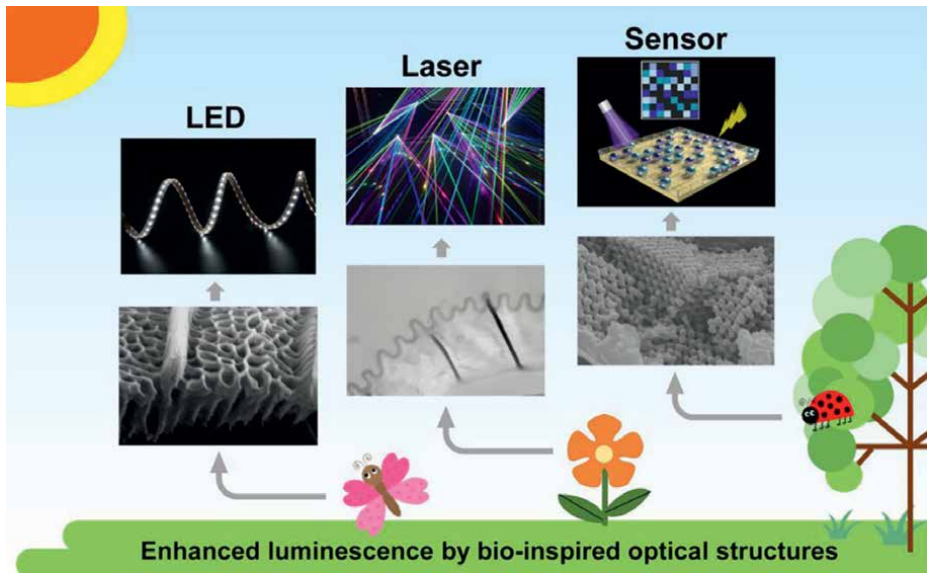 Sensor
Laser
LED
Enhanced luminescence by bio-inspired optical structures